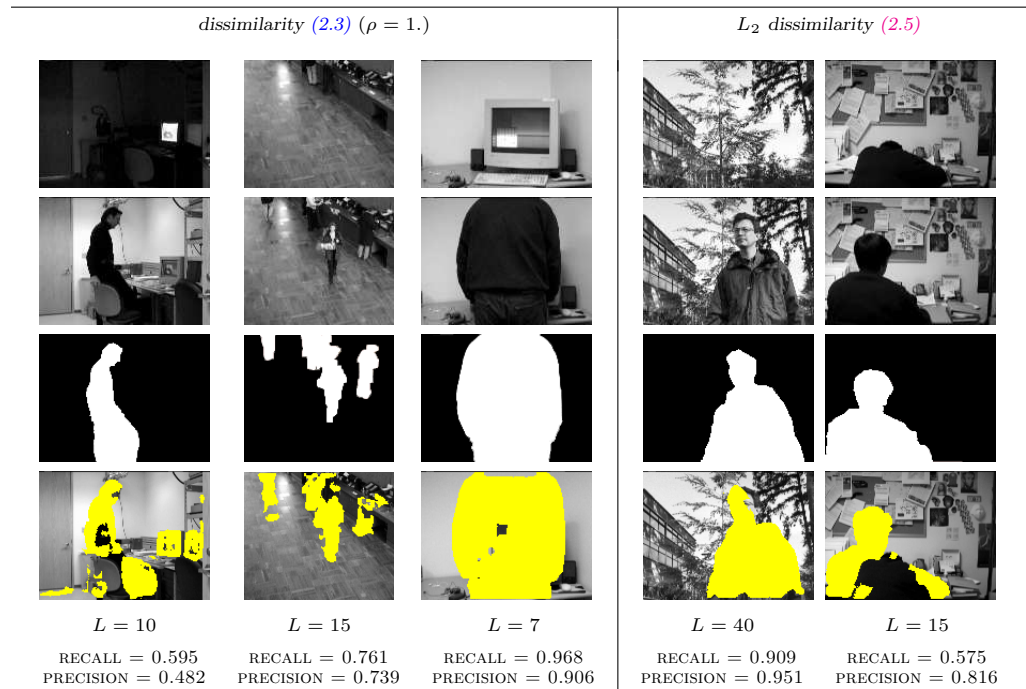 dissimilarity (2.3) (ρ = 1.)
L₂ dissimilarity (2.5)
L = 10
L = 15
L = 7
L = 40
L = 15
RECALL = 0.595
PRECISION = 0.482
RECALL = 0.761
PRECISION = 0.739
RECALL = 0.968
PRECISION = 0.906
RECALL = 0.909
PRECISION = 0.951
RECALL = 0.575
PRECISION = 0.816